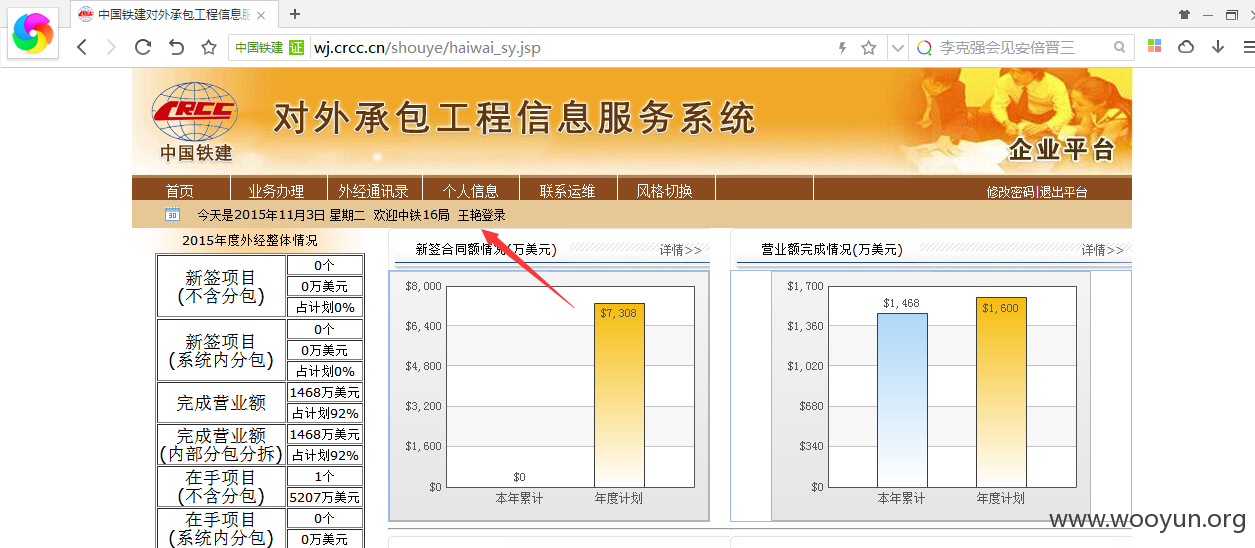 中国铁建对外承包工程信息服
中国铁建 证 wj.crcc.cn/shouye/haiwai_sy.jsp
李克强会见安倍晋三
CRCC
中国铁建
对外承包工程信息服务系统
企业平台
首页 业务办理 外经通讯录 个人信息 联系运维 风格切换
修改密码|退出平台
30 今天是2015年11月3日 星期二 欢迎中铁16局 王艳登录
2015年度外经整体情况
新签项目
(不含分包)
0个
0万美元
占计划0%
新签项目
(系统内分包)
0个
0万美元
占计划0%
完成营业额
1468万美元
占计划92%
完成营业额
(内部分包分拆)
1468万美元
占计划92%
在手项目
(不含分包)
1个
5207万美元
在手项目
(系统内分包)
0个
0万美元
新签合同额情况(万美元) 详情>>
$8,000
$6,400
$4,800
$3,200
$1,600
$0
$0
$7,308
本年累计 年度计划
营业额完成情况(万美元) 详情>>
$1,700
$1,360
$1,020
$680
$340
$0
$1,468
$1,600
本年累计 年度计划
www.wooyun.org